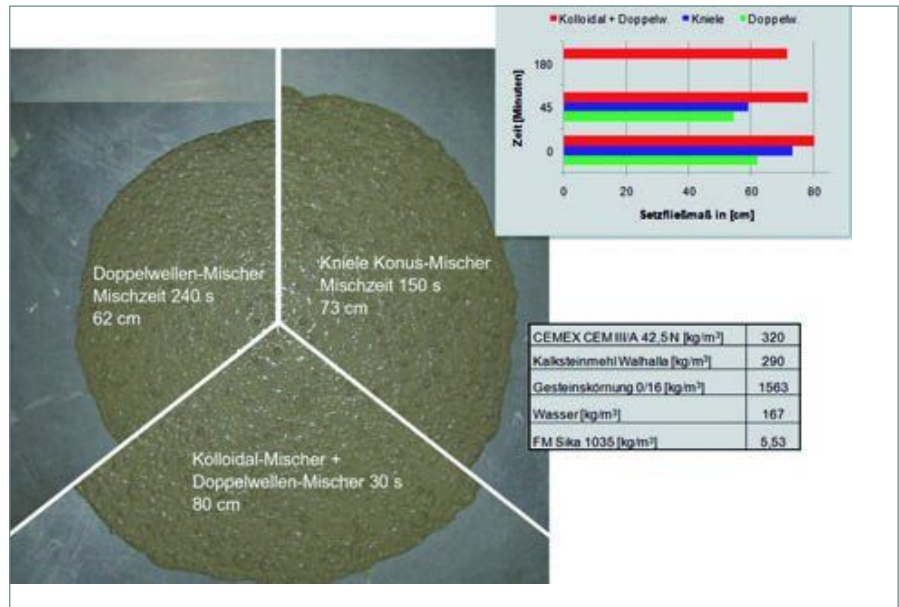 Kolloidal + Doppelw. Kniele Doppelw.
Zeit [Minuten]
180
45
0
0 20 40 60 80
Setzfließmaß in [cm]
Doppelwellen-Mischer
Mischzeit 240 s
62 cm
Kniele Konus-Mischer
Mischzeit 150 s
73 cm
Kolloidal-Mischer +
Doppelwellen-Mischer 30 s
80 cm
CEMEX CEM III/A 42,5N [kg/m³] 320
Kalksteinmehl Walhalla [kg/m³] 290
Gesteinskörnung 0/16 [kg/m³] 1563
Wasser [kg/m³] 167
FM Sika 1035 [kg/m³] 5,53